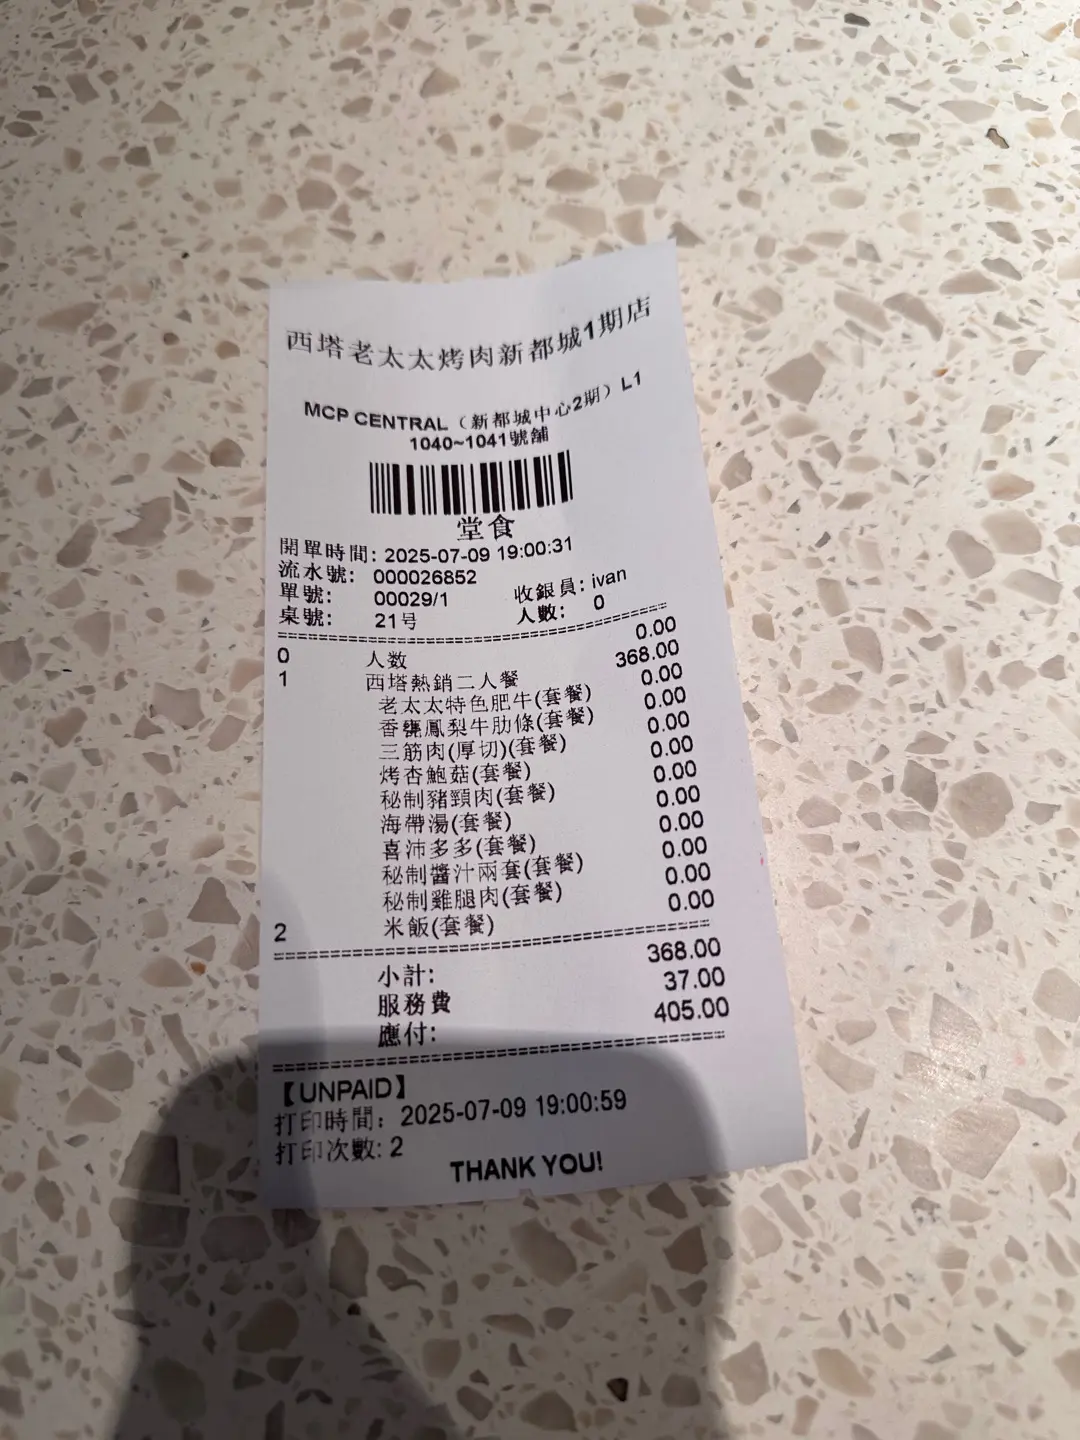 西塔老太太烤肉新都城1期店
MCP CENTRAL（新都城中心2期）L1
1040~1041號舖
堂食
開單時間: 2025-07-09 19:00:31
流水號: 000026852
單號: 00029/1 收銀員: ivan
桌號: 21号 人數: 0
0 人数 0.00
1 西塔熱銷二人餐 368.00
老太太特色肥牛(套餐) 0.00
香甕鳳梨牛肋條(套餐) 0.00
三筋肉(厚切)(套餐) 0.00
烤杏鮑菇(套餐) 0.00
秘制豬頸肉(套餐) 0.00
海帶湯(套餐) 0.00
喜沛多多(套餐) 0.00
秘制醬汁兩套(套餐) 0.00
秘制雞腿肉(套餐) 0.00
2 米飯(套餐) 0.00
小計: 368.00
服務費 37.00
應付: 405.00
【UNPAID】
打印時間: 2025-07-09 19:00:59
打印次數: 2
THANK YOU!